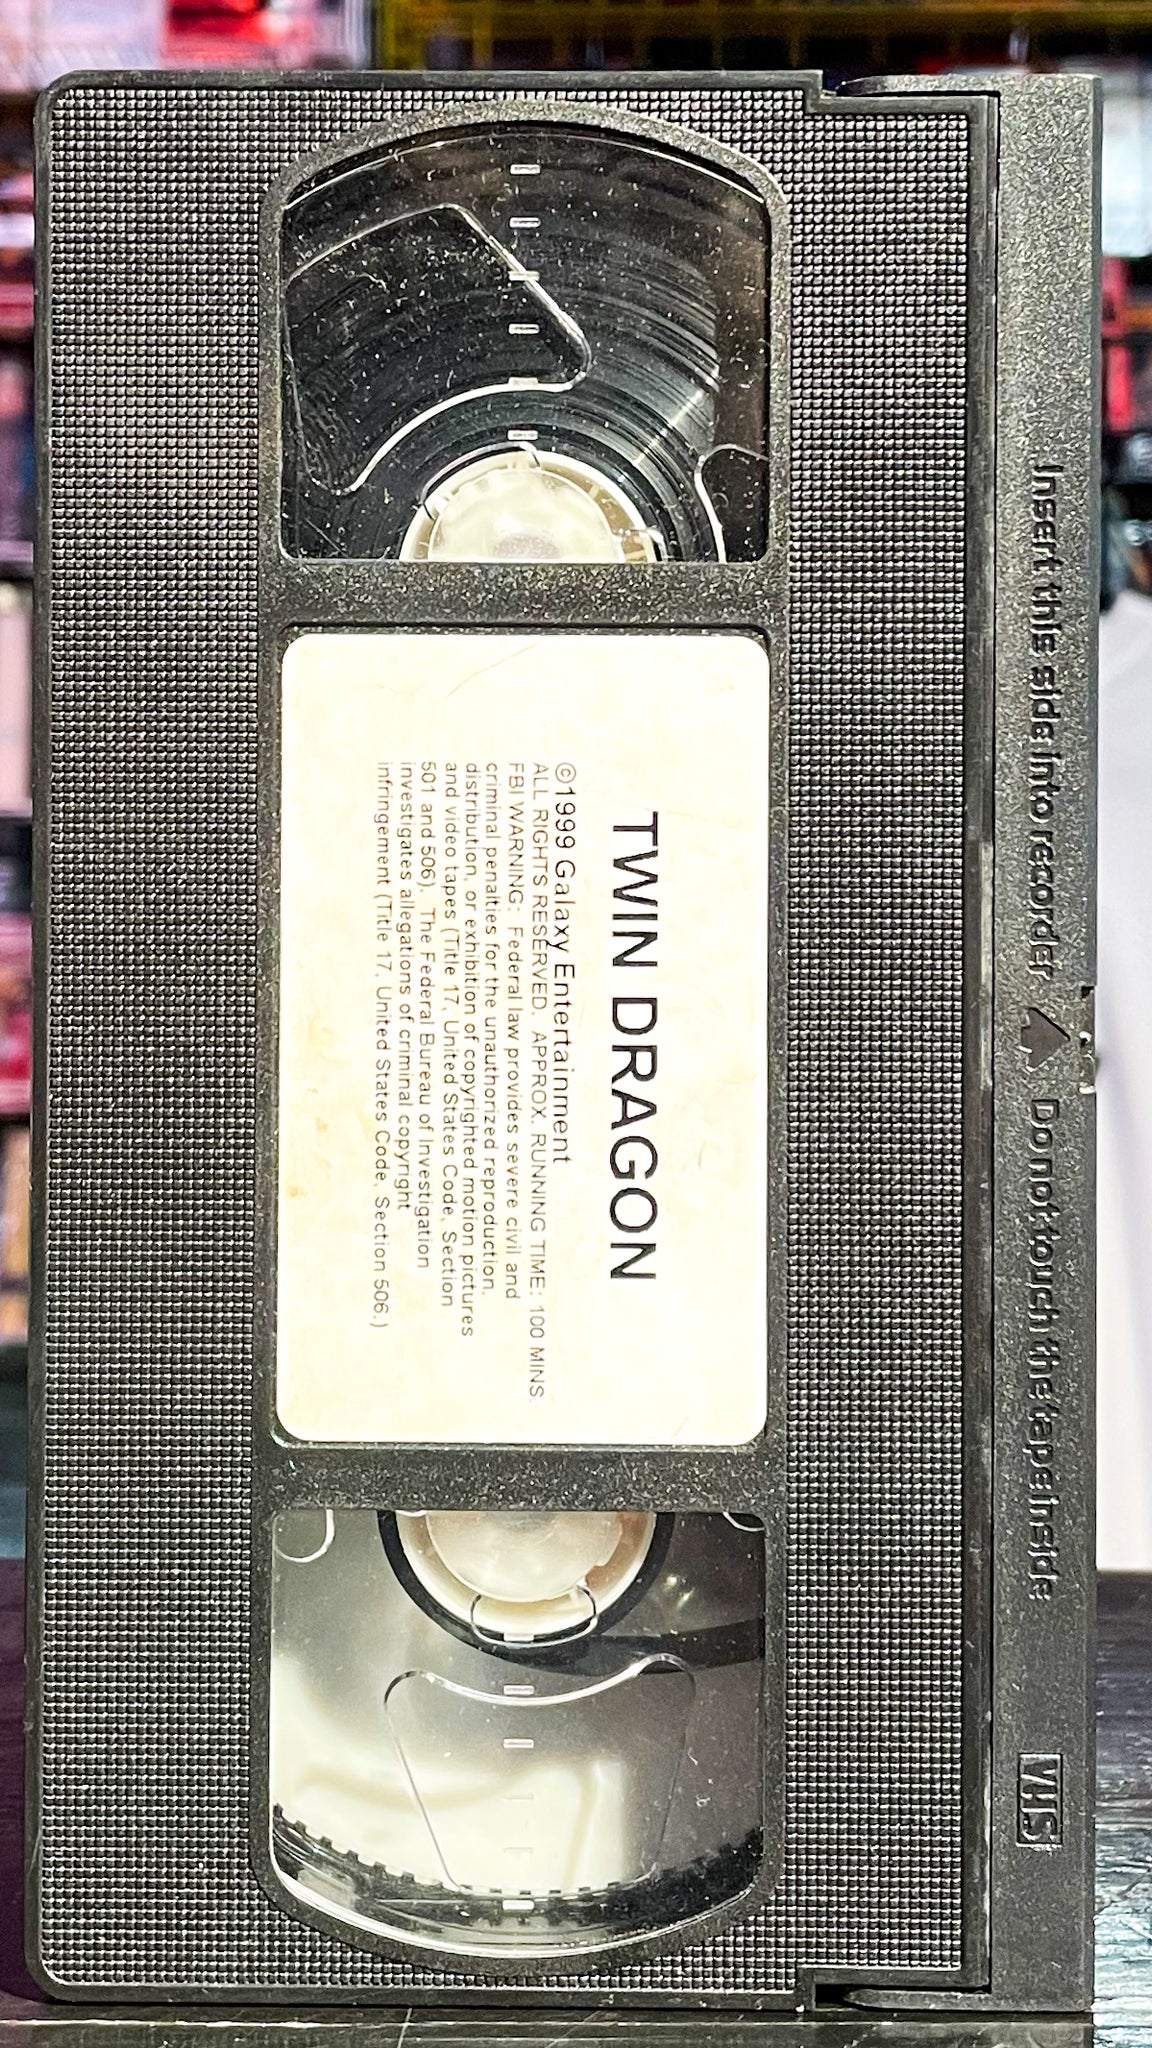 TWIN DRAGON
©1999 Galaxy Entertainment
ALL RIGHTS RESERVED. APPROX. RUNNING TIME: 100 MINS.
FBI WARNING: Federal law provides severe civil and
criminal penalties for the unauthorized reproduction,
distribution, or exhibition of copyrighted motion pictures
and video tapes (Title 17, United States Code, Section
501 and 506). The Federal Bureau of Investigation
investigates allegations of criminal copyright
infringement (Title 17, United States Code, Section 506.)
Insert this side into recorder Do not touch the tape inside
VHS